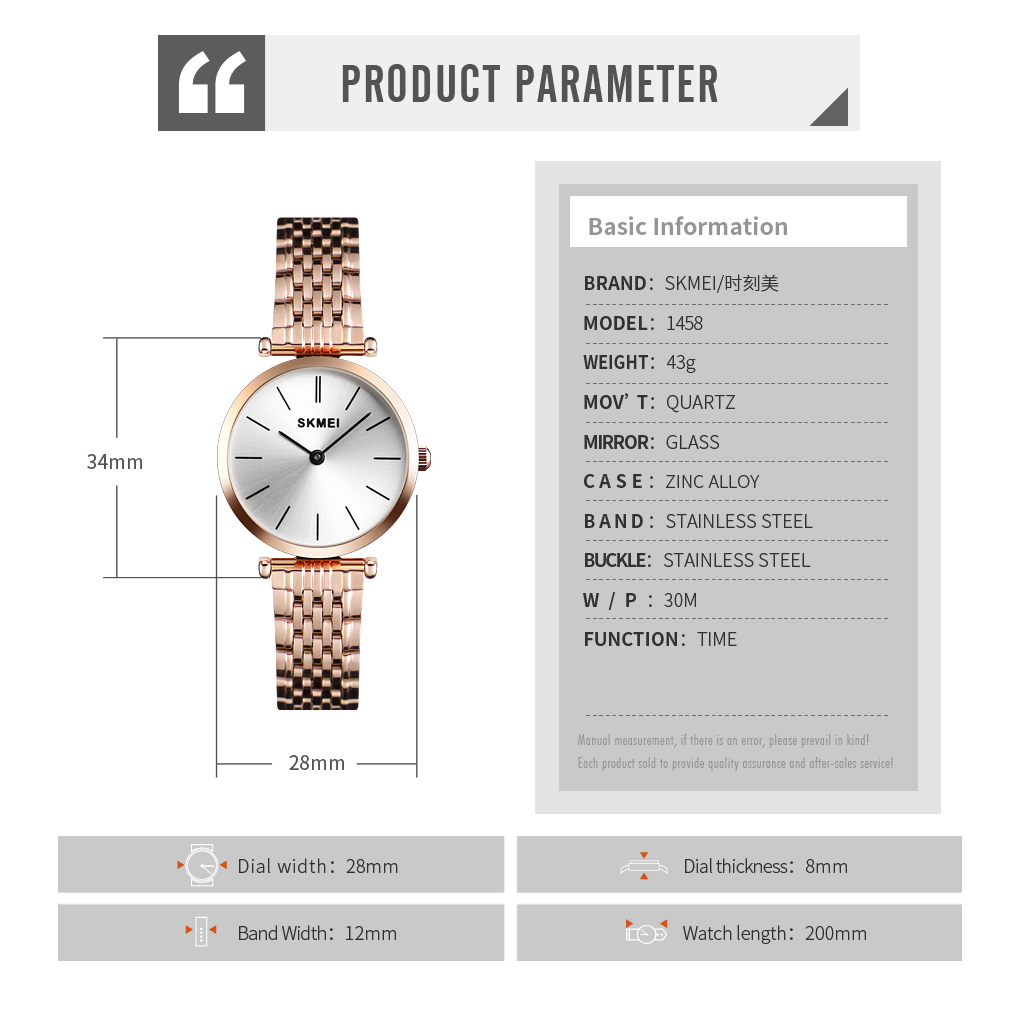 PRODUCT PARAMETER
Basic Information
BRAND: SKMEI/时刻美
MODEL: 1458
WEIGHT: 43g
MOV' T: QUARTZ
MIRROR: GLASS
CASE: ZINC ALLOY
BAND: STAINLESS STEEL
BUCKLE: STAINLESS STEEL
W / P : 30M
FUNCTION: TIME
Manual measurement, if there is an error, please prevail in kind!
Each product sold to provide quality assurance and after-sales service!
SKMEI
34mm
28mm
Dial width: 28mm
Dial thickness: 8mm
Band Width: 12mm
Watch length: 200mm